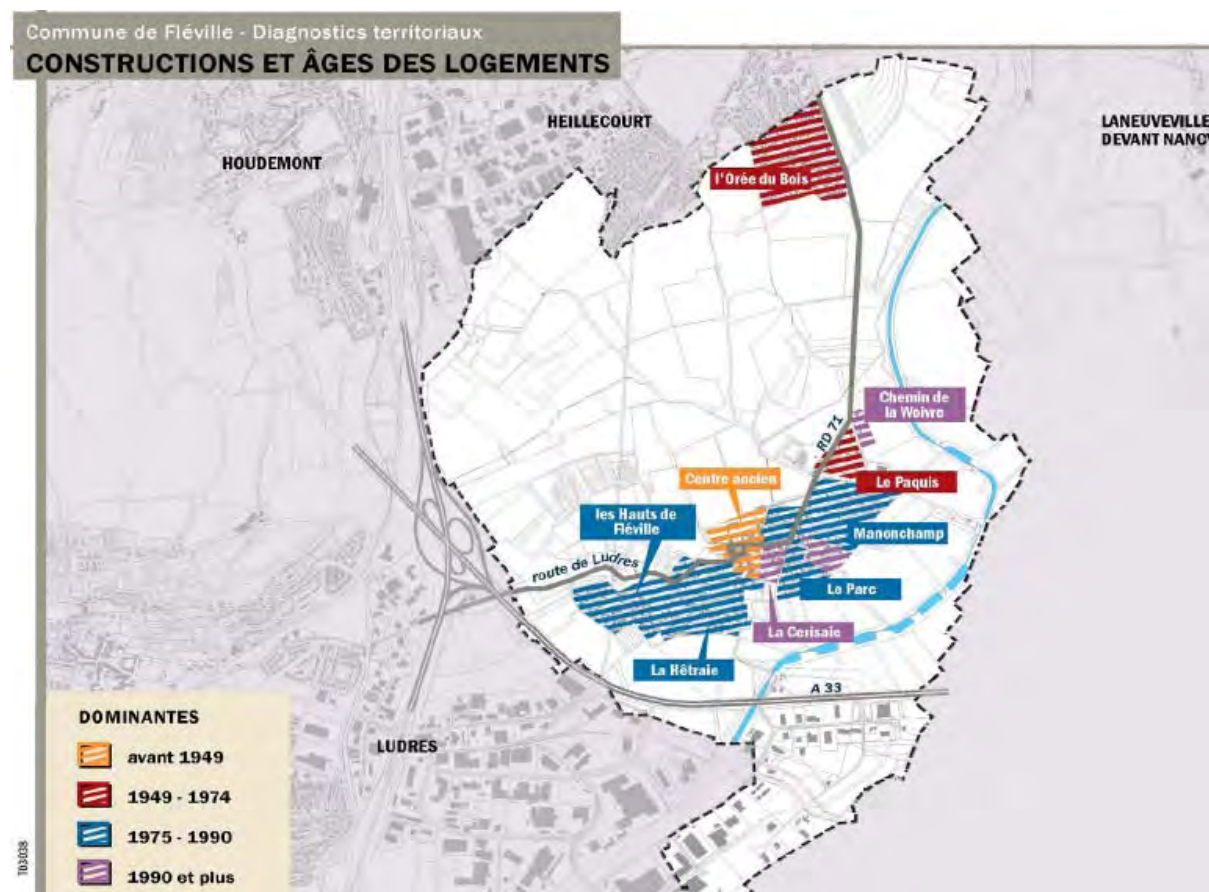 Commune de Fléville - Diagnostics territoriaux
CONSTRUCTIONS ET ÂGES DES LOGEMENTS
HEILLECOURT
LANEUVEVILLE
DEVANT NANCY
HOUDEMONT
l'Orée du Bois
Chemin de
la Woivre
RD 71
Centre ancien
Le Paquis
les Hauts de
Fléville
Manonchamp
route de Ludres
Le Parc
La Cerisaie
La Hêtraie
A 33
LUDRES
DOMINANTES
avant 1949
1949 - 1974
1975 - 1990
1990 et plus
T03038